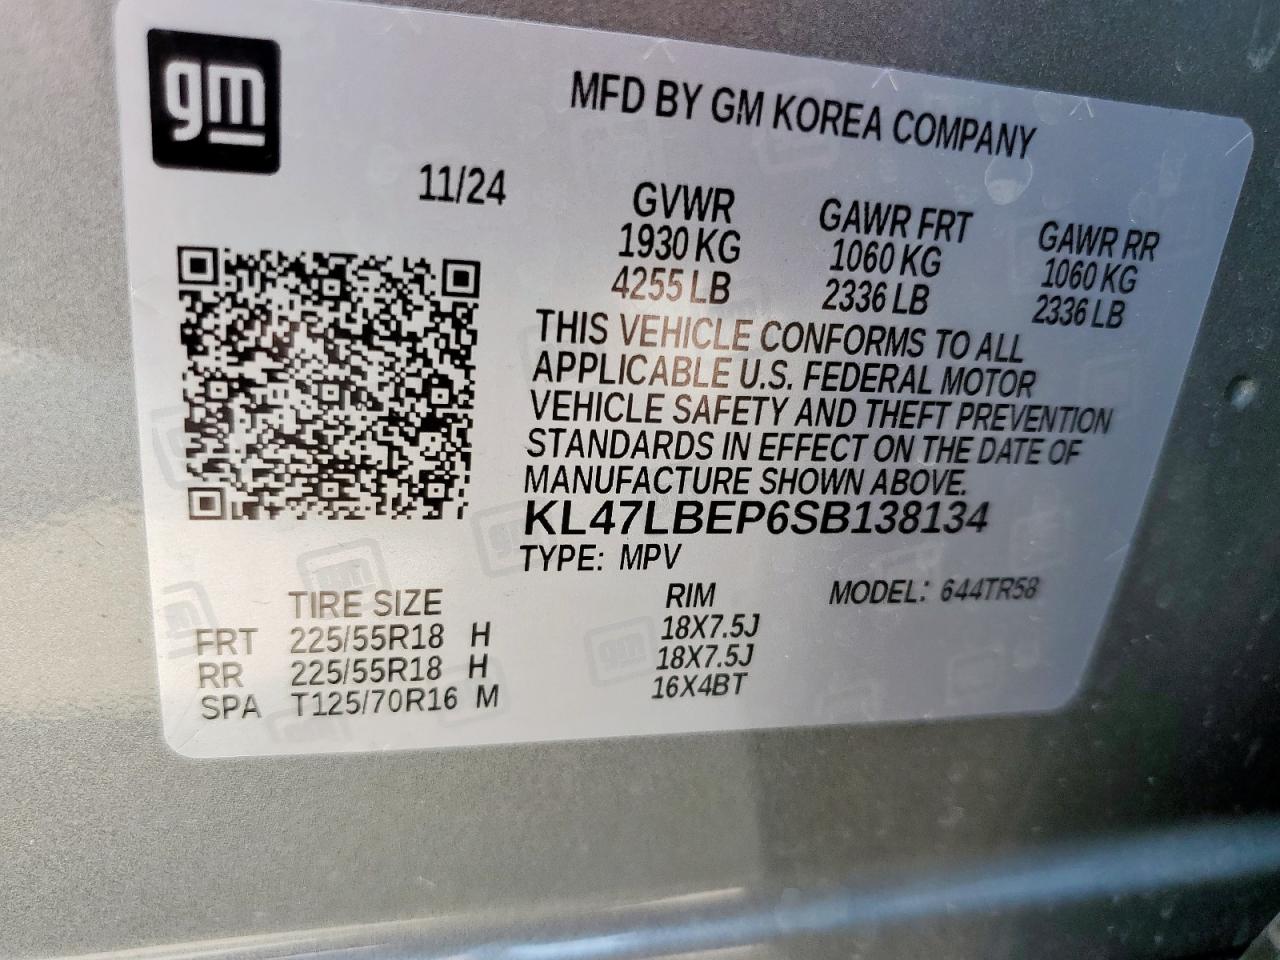 gm
MFD BY GM KOREA COMPANY
11/24
GVWR GAWR FRT GAWR RR
1930 KG 1060 KG 1060 KG
4255 LB 2336 LB 2336 LB
THIS VEHICLE CONFORMS TO ALL
APPLICABLE U.S. FEDERAL MOTOR
VEHICLE SAFETY AND THEFT PREVENTION
STANDARDS IN EFFECT ON THE DATE OF
MANUFACTURE SHOWN ABOVE.
KL47LBEP6SB138134
TYPE: MPV
TIRE SIZE RIM MODEL: 644TR58
FRT 225/55R18 H 18X7.5J
RR 225/55R18 H 18X7.5J
SPA T125/70R16 M 16X4BT